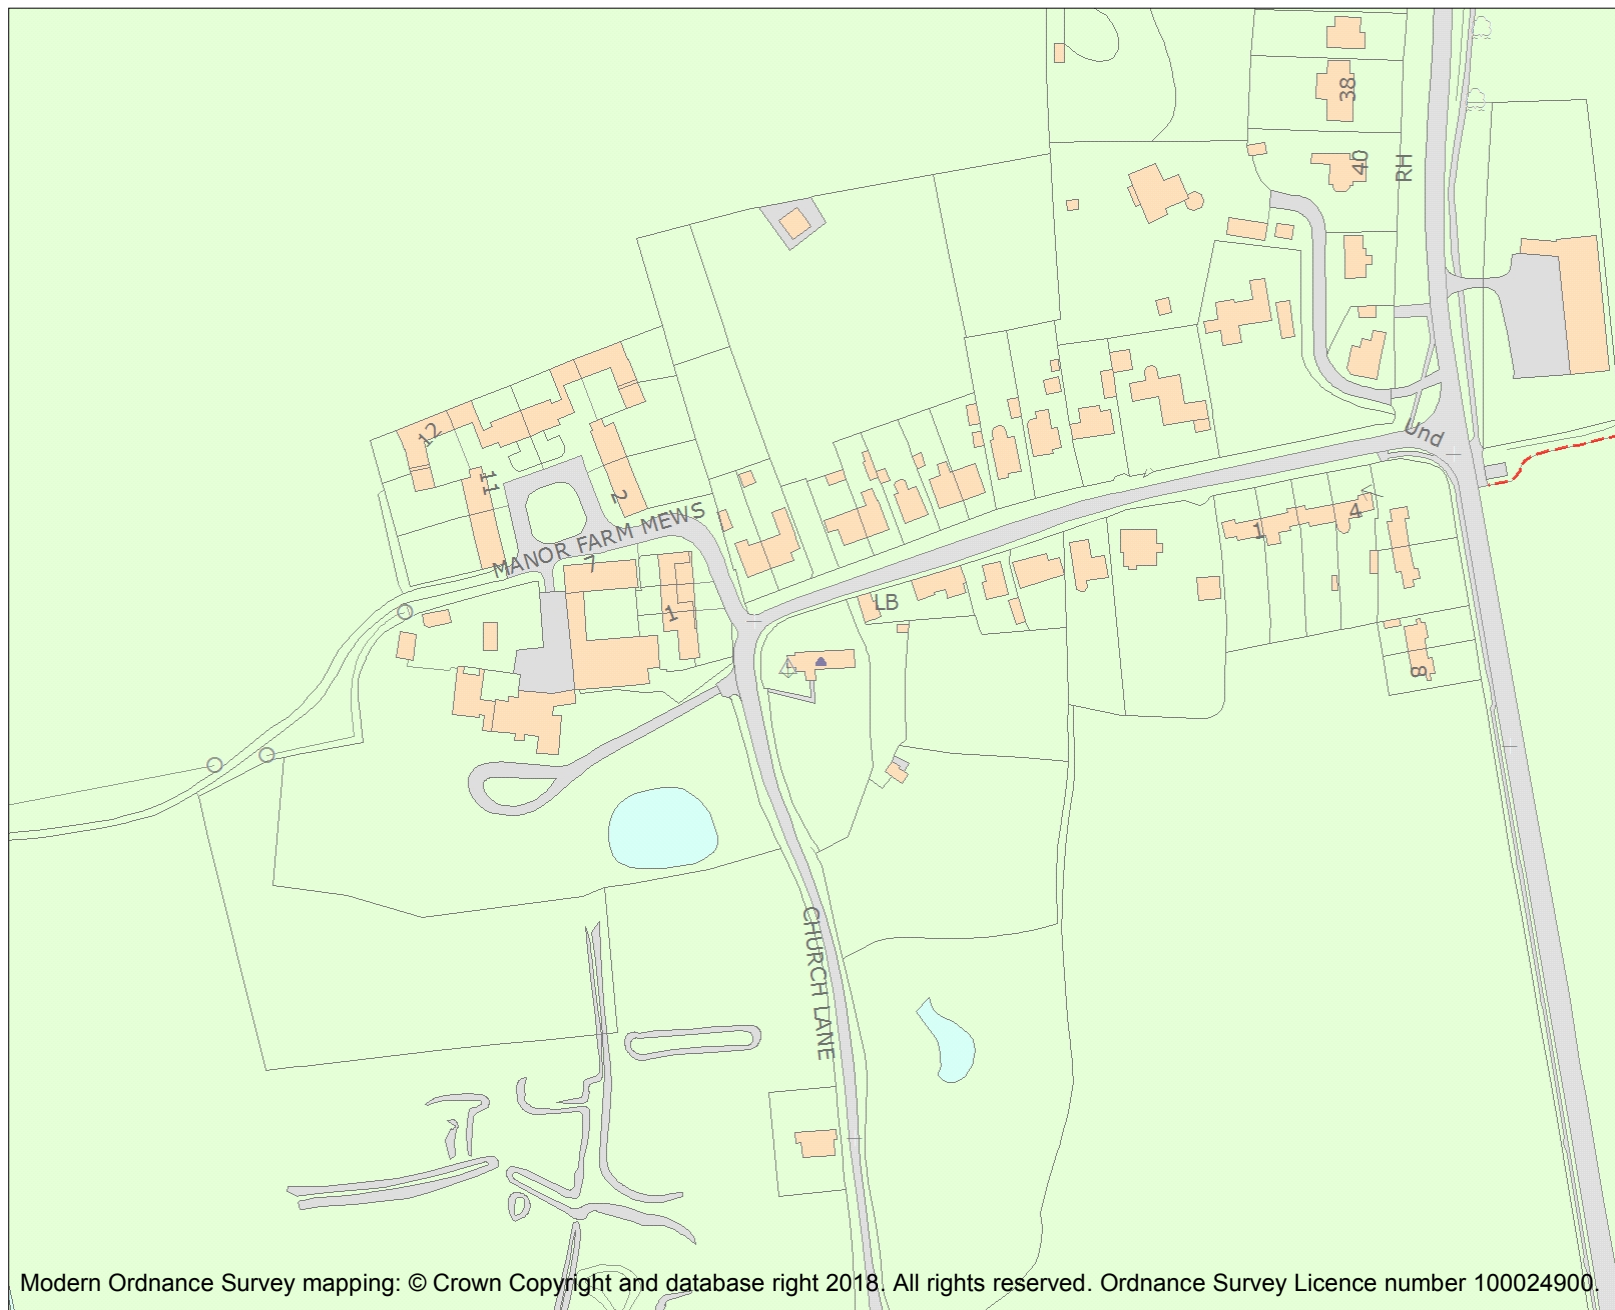 38
40
RH
Und
12
11
2
MANOR FARM MEWS
7
1
LB
1
4
8
CHURCH LANE
Modern Ordnance Survey mapping: © Crown Copyright and database right 2018. All rights reserved. Ordnance Survey Licence number 100024900.